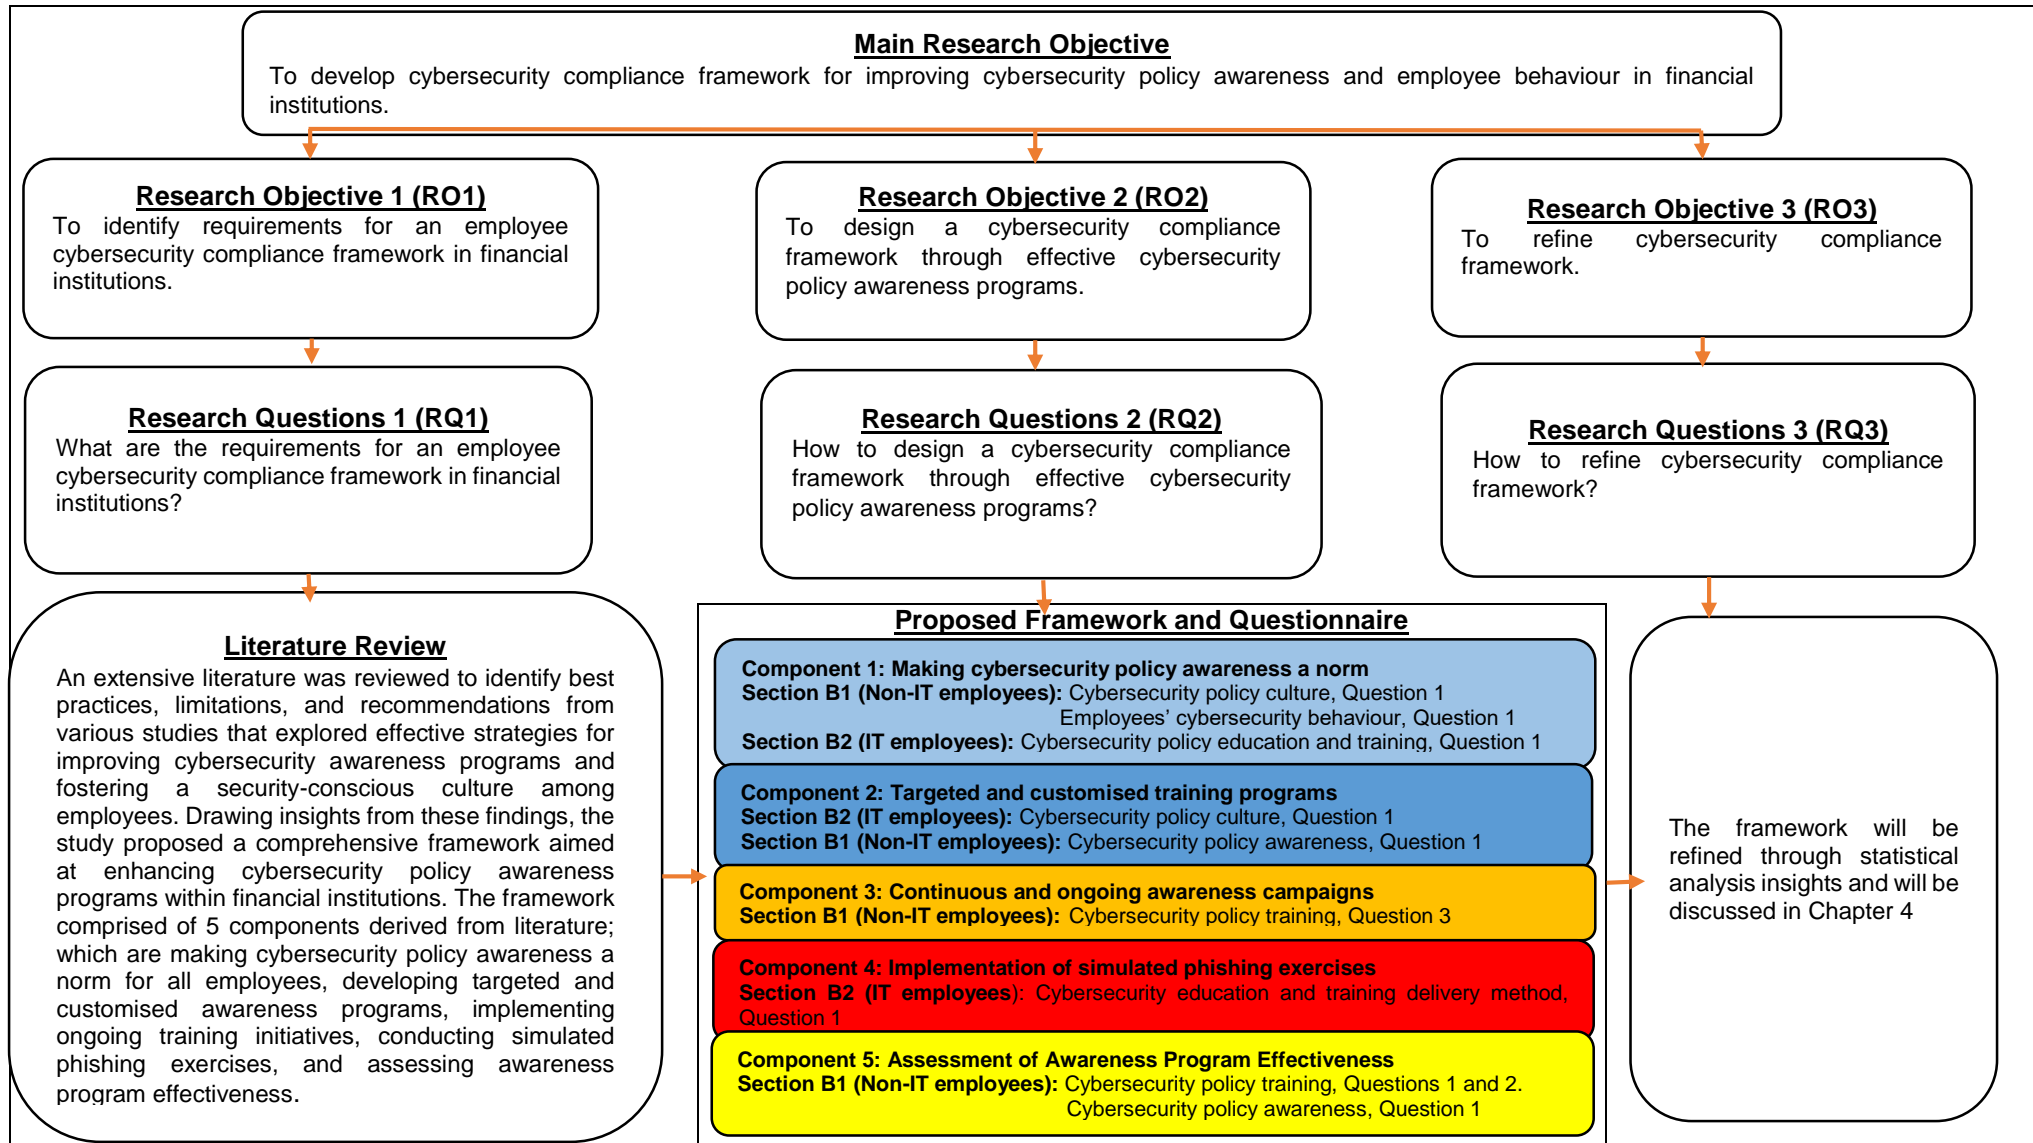 Main Research Objective
To develop cybersecurity compliance framework for improving cybersecurity policy awareness and employee behaviour in financial
institutions.
Research Objective 1 (RO1)
To identify requirements for an employee
cybersecurity compliance framework in financial
institutions.
Research Objective 2 (RO2)
To design a cybersecurity compliance
framework through effective cybersecurity
policy awareness programs.
Research Objective 3 (RO3)
To refine cybersecurity compliance
framework.
Research Questions 1 (RQ1)
What are the requirements for an employee
cybersecurity compliance framework in financial
institutions?
Research Questions 2 (RQ2)
How to design a cybersecurity compliance
framework through effective cybersecurity
policy awareness programs?
Research Questions 3 (RQ3)
How to refine cybersecurity compliance
framework?
Literature Review
An extensive literature was reviewed to identify best
practices, limitations, and recommendations from
various studies that explored effective strategies for
improving cybersecurity awareness programs and
fostering a security-conscious culture among
employees. Drawing insights from these findings, the
study proposed a comprehensive framework aimed
at enhancing cybersecurity policy awareness
programs within financial institutions. The framework
comprised of 5 components derived from literature;
which are making cybersecurity policy awareness a
norm for all employees, developing targeted and
customised awareness programs, implementing
ongoing training initiatives, conducting simulated
phishing exercises, and assessing awareness
program effectiveness.
Proposed Framework and Questionnaire
Component 1: Making cybersecurity policy awareness a norm
Section B1 (Non-IT employees): Cybersecurity policy culture, Question 1
Employees’ cybersecurity behaviour, Question 1
Section B2 (IT employees): Cybersecurity policy education and training, Question 1
Component 2: Targeted and customised training programs
Section B2 (IT employees): Cybersecurity policy culture, Question 1
Section B1 (Non-IT employees): Cybersecurity policy awareness, Question 1
Component 3: Continuous and ongoing awareness campaigns
Section B1 (Non-IT employees): Cybersecurity policy training, Question 3
Component 4: Implementation of simulated phishing exercises
Section B2 (IT employees): Cybersecurity education and training delivery method,
Question 1
Component 5: Assessment of Awareness Program Effectiveness
Section B1 (Non-IT employees): Cybersecurity policy training, Questions 1 and 2.
Cybersecurity policy awareness, Question 1
The framework will be
refined through statistical
analysis insights and will be
discussed in Chapter 4